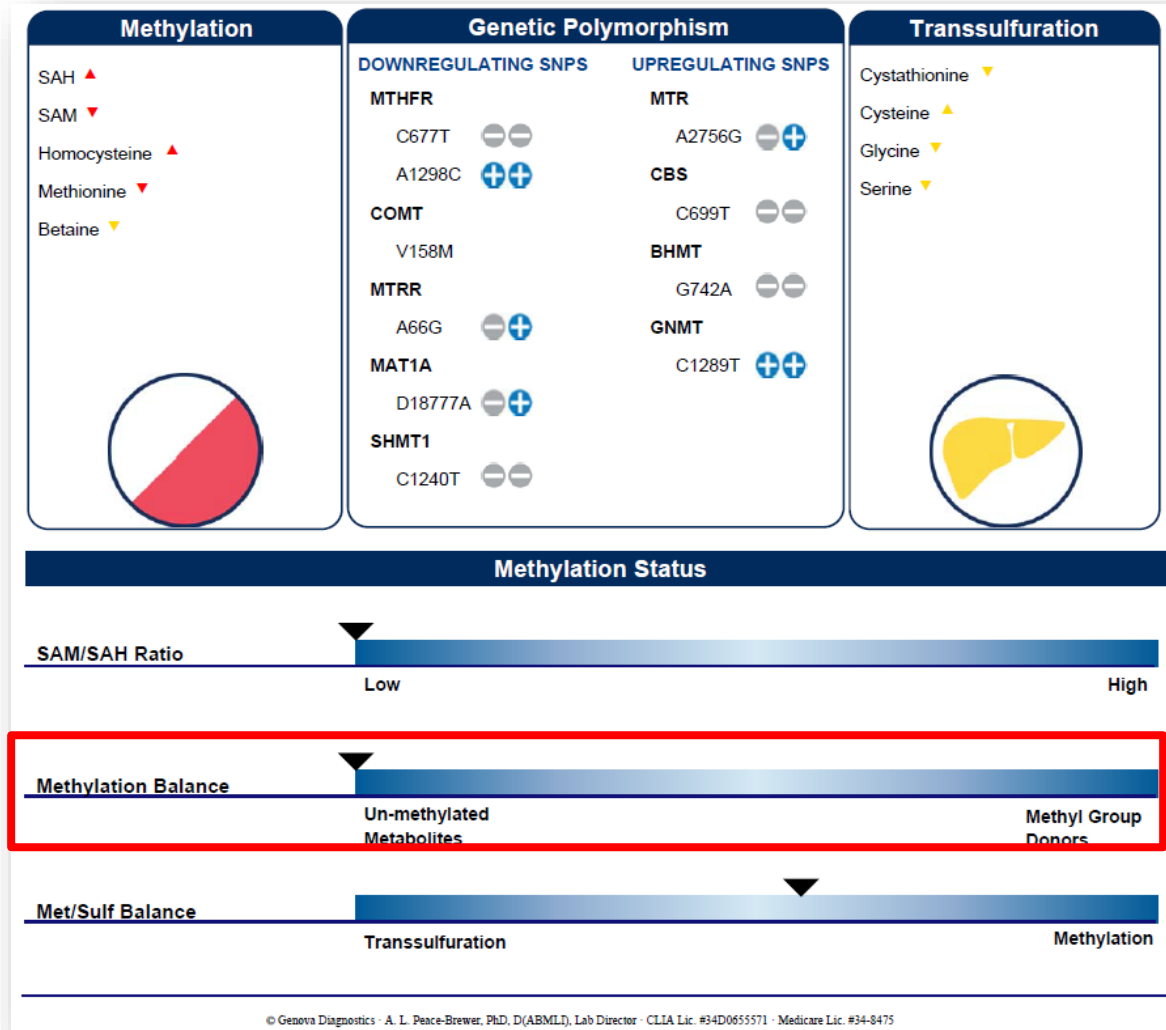 Methylation
SAH
SAM
Homocysteine
Methionine
Betaine
Genetic Polymorphism
DOWNREGULATING SNPS
MTHFR
C677T
A1298C
COMT
V158M
MTRR
A66G
MAT1A
D18777A
SHMT1
C1240T
UPREGULATING SNPS
MTR
A2756G
CBS
C699T
BHMT
G742A
GNMT
C1289T
Transsulfuration
Cystathionine
Cysteine
Glycine
Serine
Methylation Status
SAM/SAH Ratio
Low High
Methylation Balance
Un-methylated
Metabolites
Methyl Group
Donors
Met/Sulf Balance
Transsulfuration Methylation
© Genova Diagnostics · A. L. Peace-Brewer, PhD, D(ABMLI), Lab Director · CLIA Lic. #34D0655571 · Medicare Lic. #34-8475